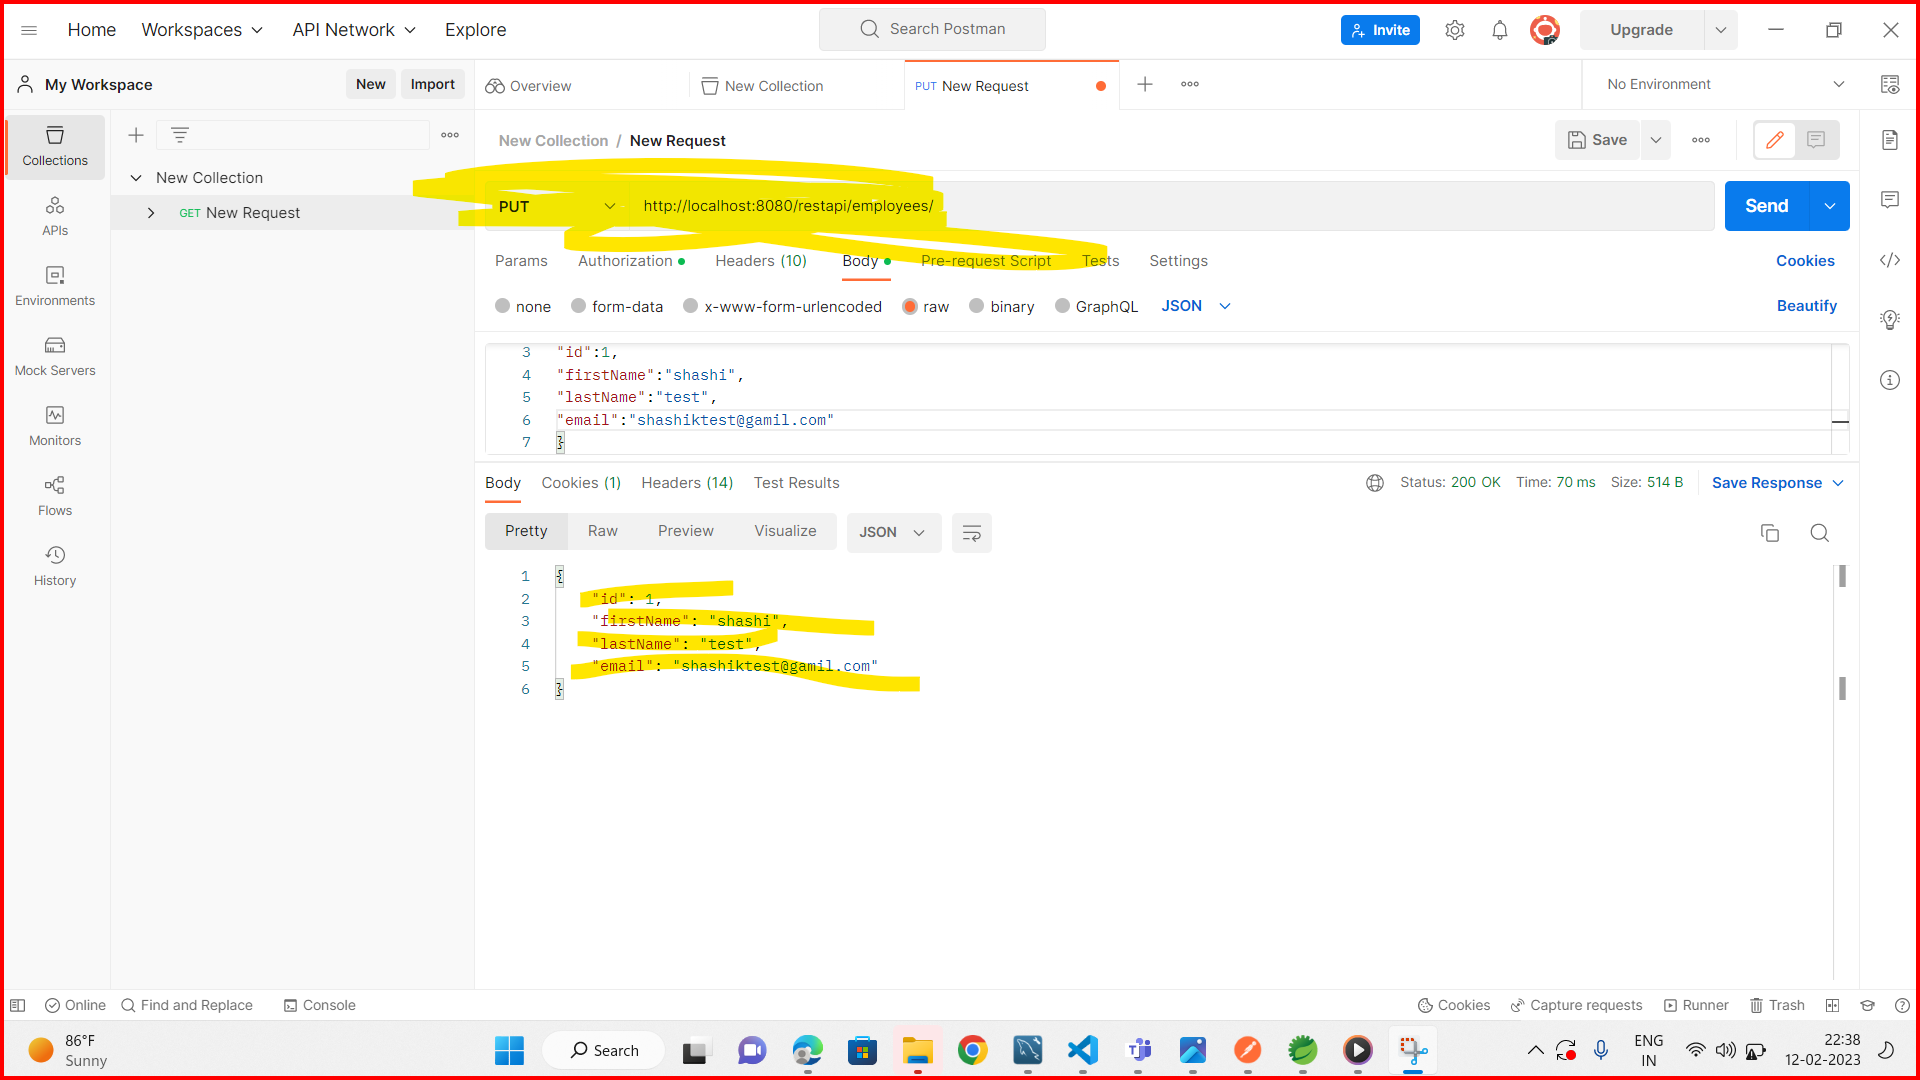 Home
Workspaces
API Network
Explore
Search Postman
Invite
Upgrade
My Workspace
New
Import
Overview
New Collection
PUT New Request
No Environment
Collections
APIs
Environments
Mock Servers
Monitors
Flows
History
New Collection
GET New Request
New Collection / New Request
Save
PUT
http://localhost:8080/restapi/employees/
Send
Params
Authorization
Headers (10)
Body
Pre-request Script
Tests
Settings
Cookies
none
form-data
x-www-form-urlencoded
raw
binary
GraphQL
JSON
Beautify
3 "id":1,
4 "firstName":"shashi",
5 "lastName":"test",
6 "email":"shashiktest@gamil.com"
7 }
Body
Cookies (1)
Headers (14)
Test Results
Status: 200 OK
Time: 70 ms
Size: 514 B
Save Response
Pretty
Raw
Preview
Visualize
JSON
1 {
2 "id": 1,
3 "firstName": "shashi",
4 "lastName": "test",
5 "email": "shashiktest@gamil.com"
6 }
Online
Find and Replace
Console
Cookies
Capture requests
Runner
Trash
86°F
Sunny
Search
ENG
IN
22:38
12-02-2023